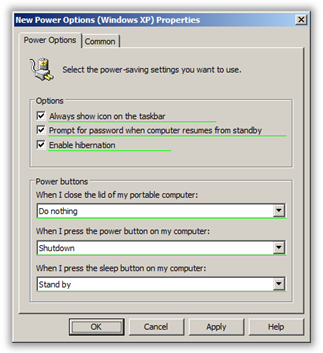 New Power Options (Windows XP) Properties
Power Options
Common
Select the power-saving settings you want to use.
Options
Always show icon on the taskbar
Prompt for password when computer resumes from standby
Enable hibernation
Power buttons
When I close the lid of my portable computer:
Do nothing
When I press the power button on my computer:
Shutdown
When I press the sleep button on my computer:
Stand by
OK
Cancel
Apply
Help